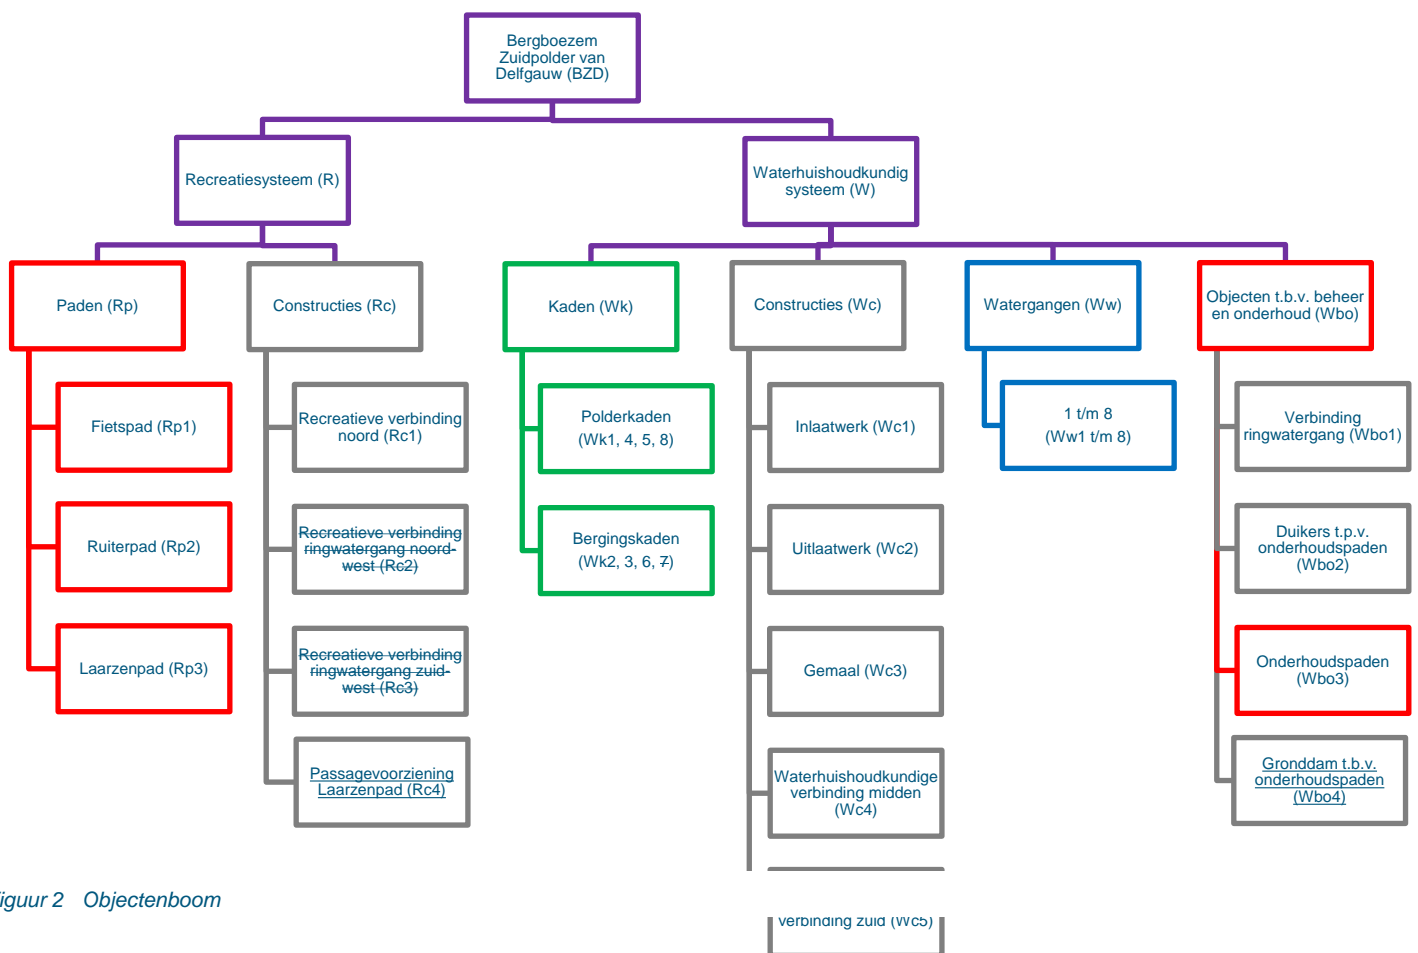 Bergboezem
Zuidpolder van
Delfgauw (BZD)
Recreatiesysteem (R)
Waterhuishoudkundig
systeem (W)
Paden (Rp)
Constructies (Rc)
Kaden (Wk)
Constructies (Wc)
Watergangen (Ww)
Objecten t.b.v. beheer
en onderhoud (Wbo)
Fietspad (Rp1)
Ruiterpad (Rp2)
Laarzenpad (Rp3)
Recreatieve verbinding
noord (Rc1)
Recreatieve verbinding
ringwatergang noord-
west (Rc2)
Recreatieve verbinding
ringwatergang zuid-
west (Rc3)
Passagevoorziening
Laarzenpad (Rc4)
Polderkaden
(Wk1, 4, 5, 8)
Bergingskaden
(Wk2, 3, 6, 7)
Inlaatwerk (Wc1)
Uitlaatwerk (Wc2)
Gemaal (Wc3)
Waterhuishoudkundige
verbinding midden
(Wc4)
verbinding zuid (Wc5)
1 t/m 8
(Ww1 t/m 8)
Verbinding
ringwatergang (Wbo1)
Duikers t.p.v.
onderhoudspaden
(Wbo2)
Onderhoudspaden
(Wbo3)
Gronddam t.b.v.
onderhoudspaden
(Wbo4)
iguur 2 Objectenboom